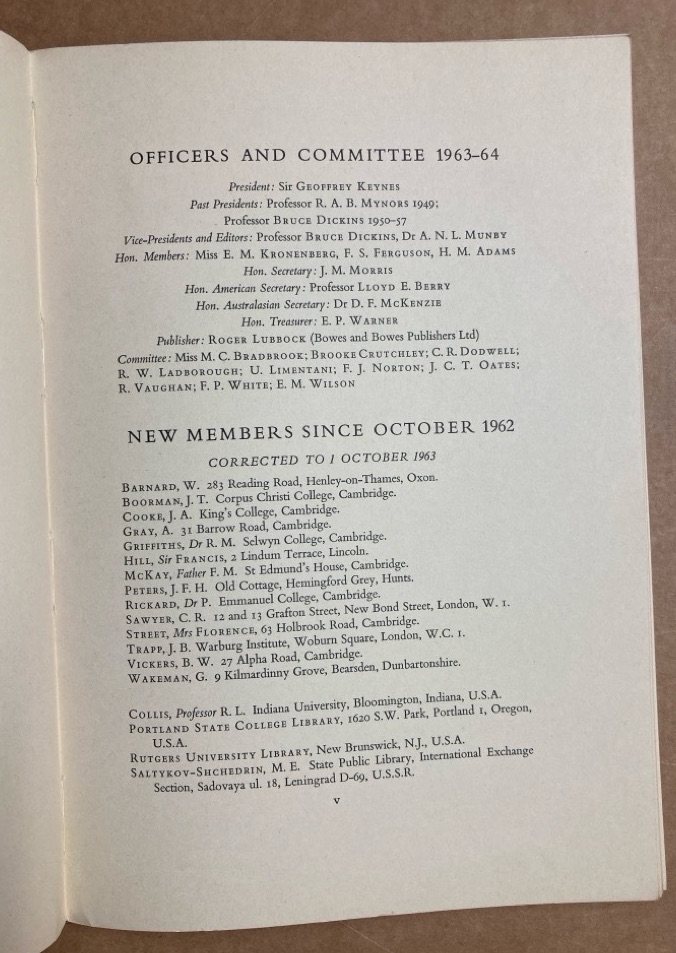 OFFICERS AND COMMITTEE 1963–64
President: Sir GEOFFREY KEYNES
Past Presidents: Professor R. A. B. MYNORS 1949;
Professor BRUCE DICKINS 1950–57
Vice-Presidents and Editors: Professor BRUCE DICKINS, Dr A. N. L. MUNBY
Hon. Members: Miss E. M. KRONENBERG, F. S. FERGUSON, H. M. ADAMS
Hon. Secretary: J. M. MORRIS
Hon. American Secretary: Professor LLOYD E. BERRY
Hon. Australasian Secretary: Dr D. F. MCKENZIE
Hon. Treasurer: E. P. WARNER
Publisher: ROGER LUBBOCK (Bowes and Bowes Publishers Ltd)
Committee: Miss M. C. BRADBROOK; BROOKE CRUTCHLEY; C. R. DODWELL;
R. W. LADBOROUGH; U. LIMENTANI; F. J. NORTON; J. C. T. OATES;
R. VAUGHAN; F. P. WHITE; E. M. WILSON
NEW MEMBERS SINCE OCTOBER 1962
CORRECTED TO 1 OCTOBER 1963
BARNARD, W. 283 Reading Road, Henley-on-Thames, Oxon.
BOORMAN, J. T. Corpus Christi College, Cambridge.
COOKE, J. A. King's College, Cambridge.
GRAY, A. 31 Barrow Road, Cambridge.
GRIFFITHS, Dr R. M. Selwyn College, Cambridge.
HILL, Sir FRANCIS, 2 Lindum Terrace, Lincoln.
MCKAY, Father F. M. St Edmund's House, Cambridge.
PETERS, J. F. H. Old Cottage, Hemingford Grey, Hunts.
RICKARD, Dr P. Emmanuel College, Cambridge.
SAWYER, C. R. 12 and 13 Grafton Street, New Bond Street, London, W. 1.
STREET, Mrs FLORENCE, 63 Holbrook Road, Cambridge.
TRAPP, J. B. Warburg Institute, Woburn Square, London, W.C. 1.
VICKERS, B. W. 27 Alpha Road, Cambridge.
WAKEMAN, G. 9 Kilmardinny Grove, Bearsden, Dunbartonshire.
COLLIS, Professor R. L. Indiana University, Bloomington, Indiana, U.S.A.
PORTLAND STATE COLLEGE LIBRARY, 1620 S.W. Park, Portland 1, Oregon,
U.S.A.
RUTGERS UNIVERSITY LIBRARY, New Brunswick, N.J., U.S.A.
SALTYKOV-SHCHEDRIN, M. E. State Public Library, International Exchange
Section, Sadovaya ul. 18, Leningrad D-69, U.S.S.R.
v